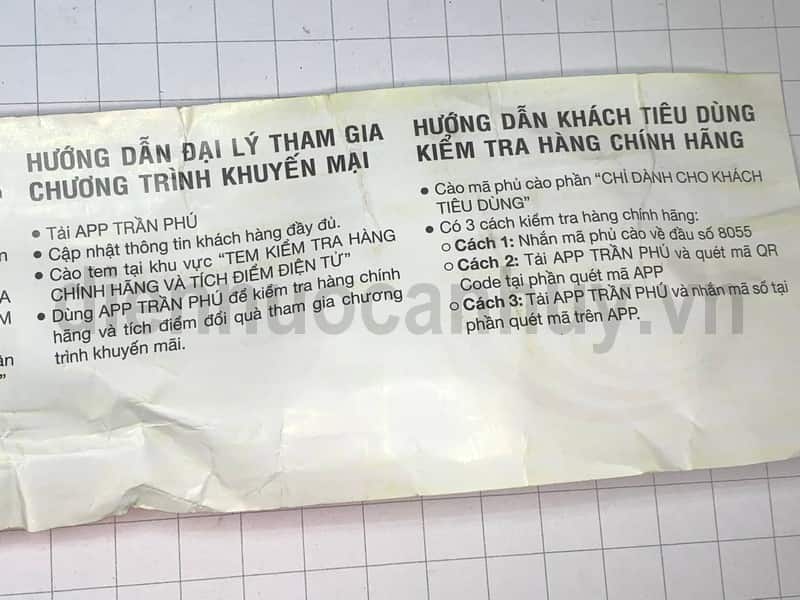 HƯỚNG DẪN ĐẠI LÝ THAM GIA
CHƯƠNG TRÌNH KHUYẾN MẠI
• Tải APP TRẦN PHÚ
• Cập nhật thông tin khách hàng đầy đủ.
• Cào tem tại khu vực "TEM KIỂM TRA HÀNG
CHÍNH HÃNG VÀ TÍCH ĐIỂM ĐIỆN TỬ"
• Dùng APP TRẦN PHÚ để kiểm tra hàng chính
hãng và tích điểm đổi quà tham gia chương
trình khuyến mãi.
HƯỚNG DẪN KHÁCH TIÊU DÙNG
KIỂM TRA HÀNG CHÍNH HÃNG
• Cào mã phủ cào phần "CHỈ DÀNH CHO KHÁCH
TIÊU DÙNG"
• Có 3 cách kiểm tra hàng chính hãng:
o Cách 1: Nhắn mã phủ cào về đầu số 8055
o Cách 2: Tải APP TRẦN PHÚ và quét mã QR
Code tại phần quét mã APP
o Cách 3: Tải APP TRẦN PHÚ và nhắn mã số tại
phần quét mã trên APP.
diennuocanhuy.vn